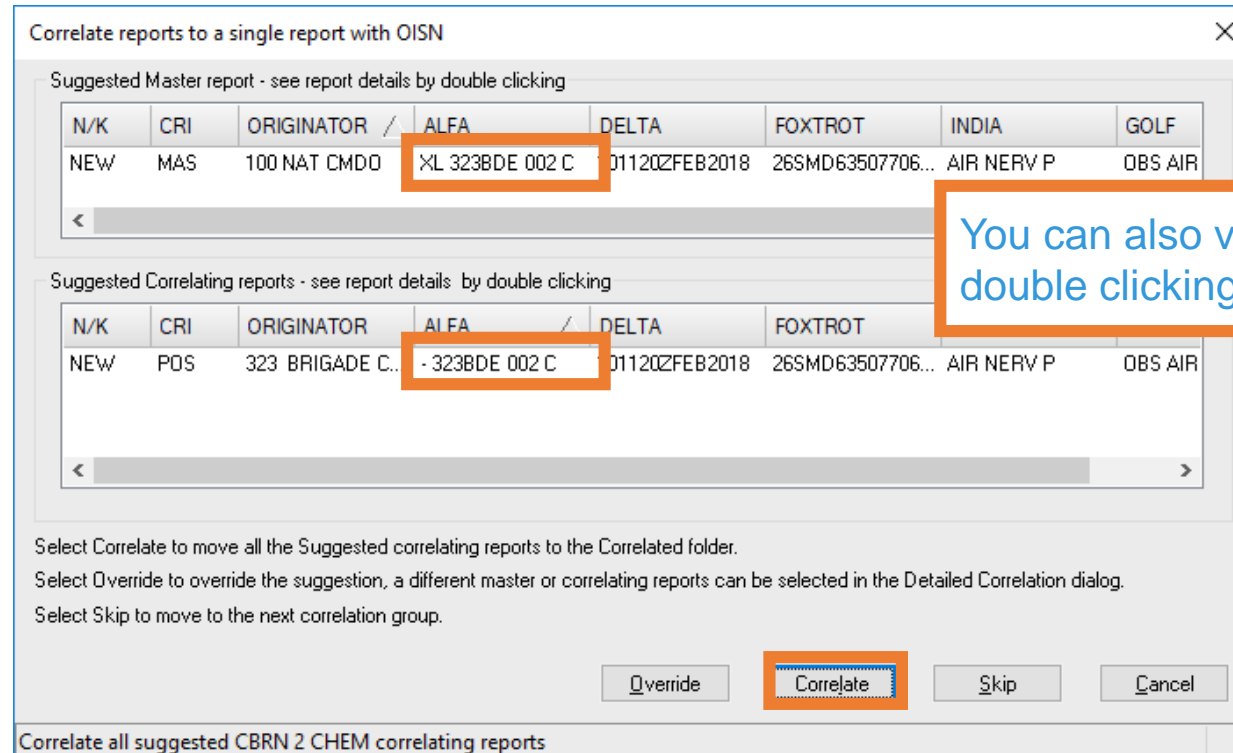 Correlate reports to a single report with OISN
Suggested Master report - see report details by double clicking
N/K CRI ORIGINATOR ALFA DELTA FOXTROT INDIA GOLF
NEW MAS 100 NAT CMDO XL 323BDE 002 C 101120ZFEB2018 26SMD63507706... AIR NERV P OBS AIR
You can also
double clicking
Suggested Correlating reports - see report details by double clicking
N/K CRI ORIGINATOR ALFA DELTA FOXTROT
NEW POS 323 BRIGADE C... - 323BDE 002 C 101120ZFEB2018 26SMD63507706... AIR NERV P OBS AIR
Select Correlate to move all the Suggested correlating reports to the Correlated folder.
Select Override to override the suggestion, a different master or correlating reports can be selected in the Detailed Correlation dialog.
Select Skip to move to the next correlation group.
Override Correlate Skip Cancel
Correlate all suggested CBRN 2 CHEM correlating reports